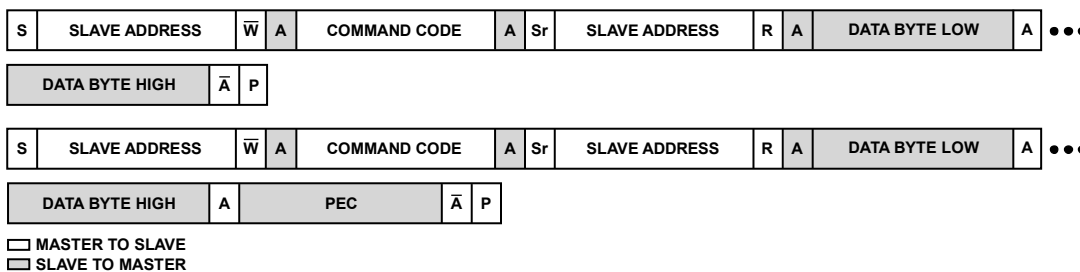 S SLAVE ADDRESS W̅ A COMMAND CODE A Sr SLAVE ADDRESS R A DATA BYTE LOW A •••
DATA BYTE HIGH A̅ P
S SLAVE ADDRESS W̅ A COMMAND CODE A Sr SLAVE ADDRESS R A DATA BYTE LOW A •••
DATA BYTE HIGH A PEC A̅ P
MASTER TO SLAVE
SLAVE TO MASTER